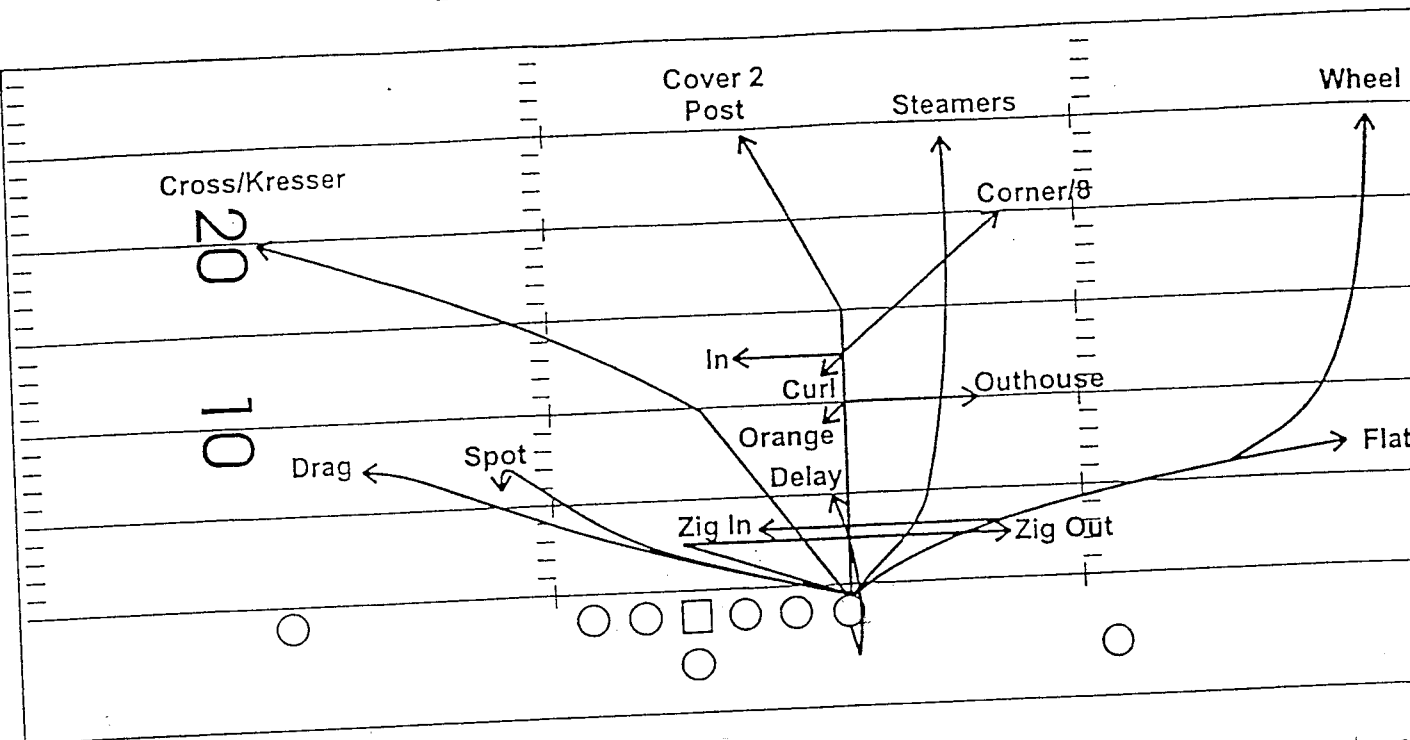 Cover 2
Post
Steamers
Wheel
Cross/Kresser
Corner/8
20
In
Curl
Outhouse
10
Orange
Flat
Drag
Spot
Delay
Zig In
Zig Out